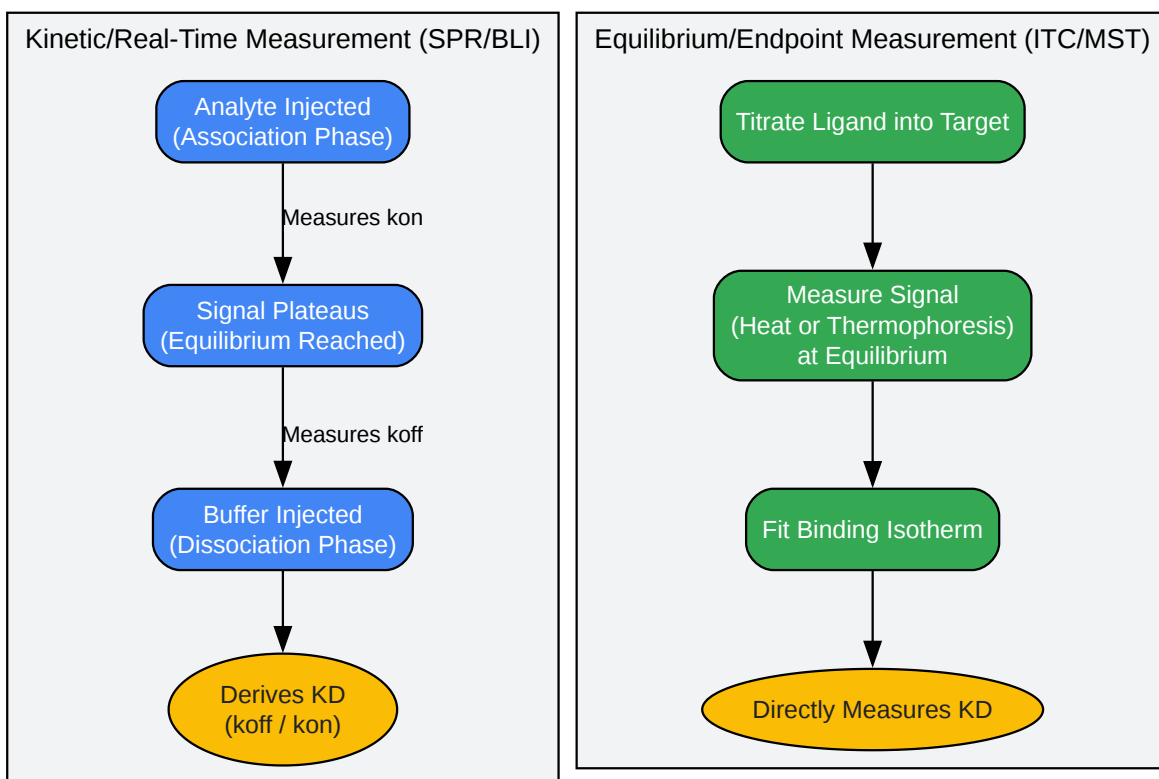 Kinetic/Real-Time Measurement (SPR/BLI)
Analyte Injected
(Association Phase)
Measures kon
Signal Plateaus
(Equilibrium Reached)
Measures koff
Buffer Injected
(Dissociation Phase)
Derives KD
(koff / kon)
Equilibrium/Endpoint Measurement (ITC/MST)
Titrate Ligand into Target
Measure Signal
(Heat or Thermophoresis)
at Equilibrium
Fit Binding Isotherm
Directly Measures KD